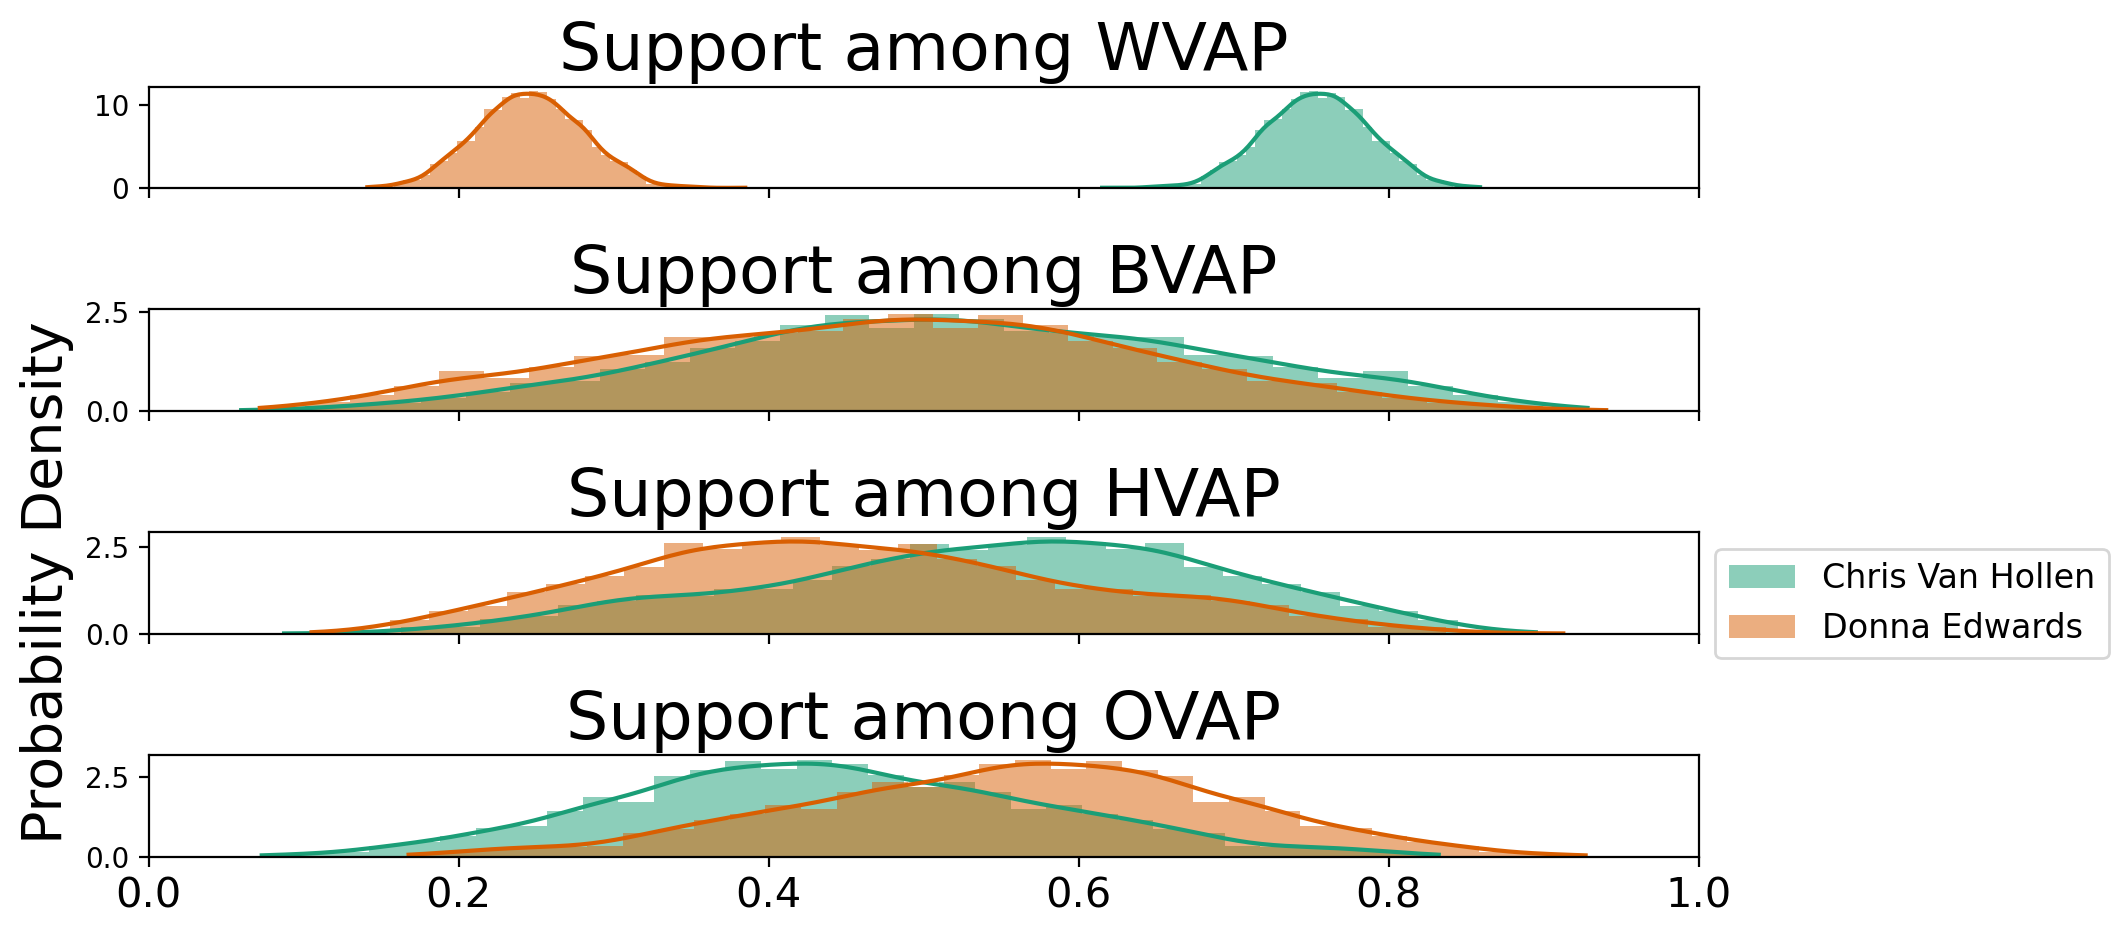 Support among WVAP
10
0
Support among BVAP
2.5
0.0
Support among HVAP
2.5
0.0
Support among OVAP
2.5
0.0
0.0 0.2 0.4 0.6 0.8 1.0
Probability Density
Chris Van Hollen
Donna Edwards